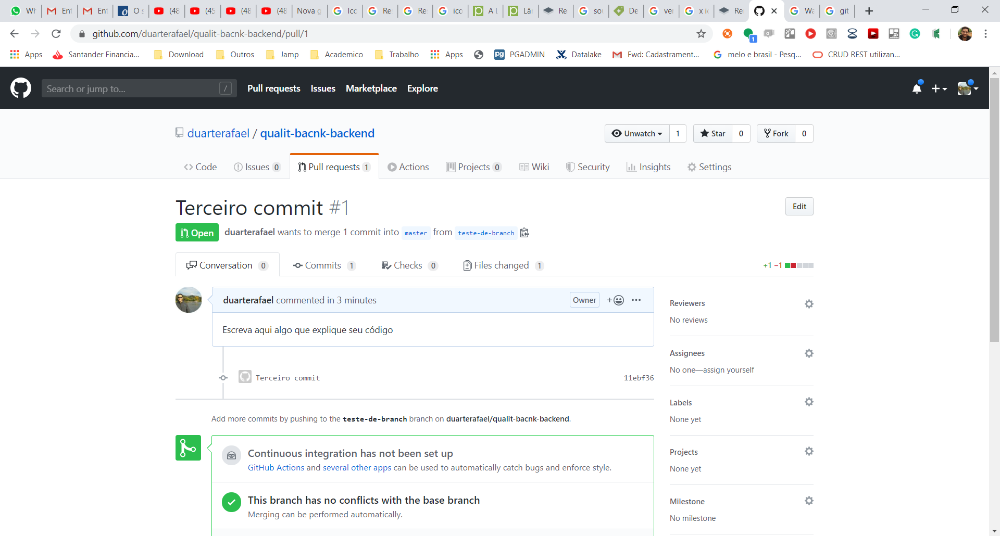 Wh
Ent
Ent
O s
(48
(45
(48
(48
Nova g
Ico
Re
Re
ico
A L
Lâr
Re
sou
De
ver
x ic
Re
Wa
git
github.com/duarterafael/qualit-bacnk-backend/pull/1
1
Apps
Santander Financia...
Download
Outros
Jamp
Academico
Trabalho
Apps
PGADMIN
Datalake
Fwd: Cadastrament...
melo e brasil - Pesq...
CRUD REST utilizan...
Search or jump to...
/
Pull requests
Issues
Marketplace
Explore
duarterafael / qualit-bacnk-backend
Unwatch 1
Star 0
Fork 0
Code
Issues 0
Pull requests 1
Actions
Projects 0
Wiki
Security
Insights
Settings
Terceiro commit #1
Edit
Open
duarterafael wants to merge 1 commit into master from teste-de-branch
Conversation 0
Commits 1
Checks 0
Files changed 1
+1 −1
duarterafael commented in 3 minutes
Owner
Escreva aqui algo que explique seu código
Terceiro commit
11ebf36
Add more commits by pushing to the teste-de-branch branch on duarterafael/qualit-bacnk-backend.
Continuous integration has not been set up
GitHub Actions and several other apps can be used to automatically catch bugs and enforce style.
This branch has no conflicts with the base branch
Merging can be performed automatically.
Reviewers
No reviews
Assignees
No one—assign yourself
Labels
None yet
Projects
None yet
Milestone
No milestone